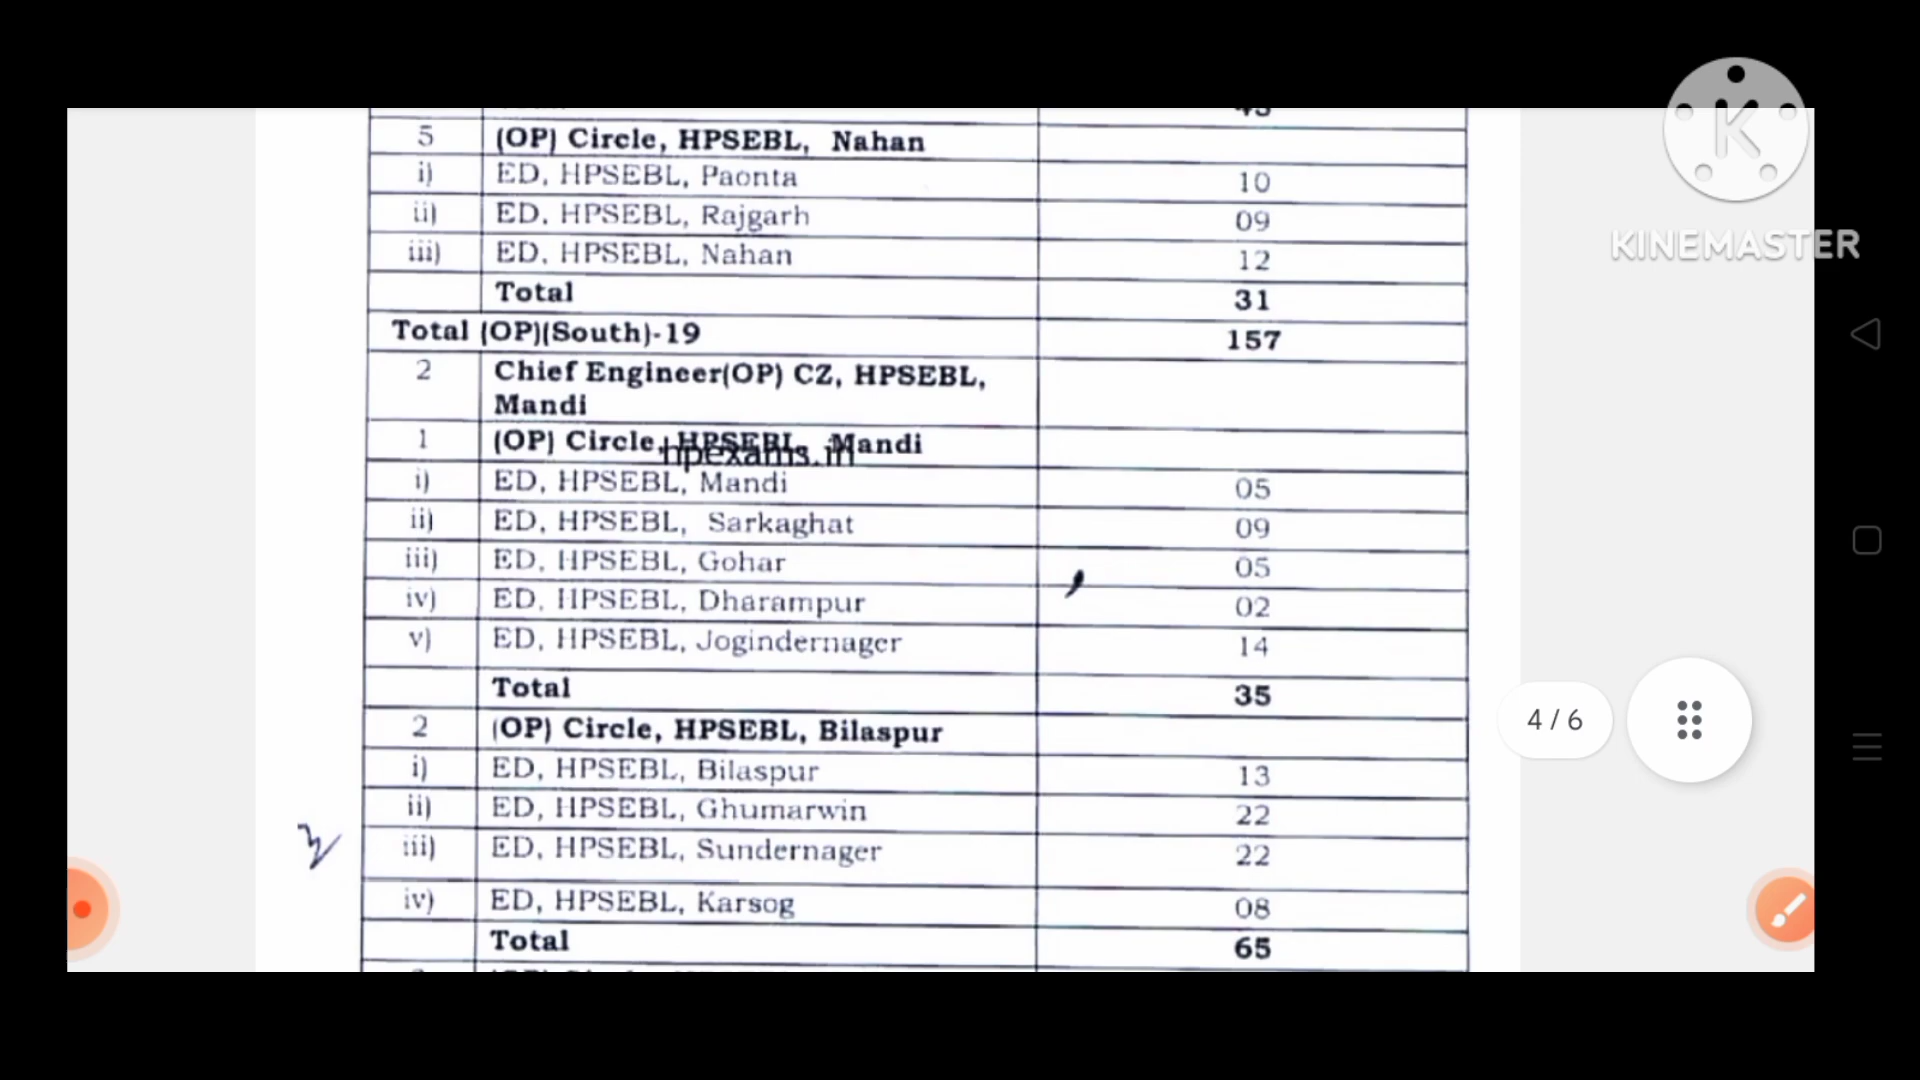 5 (OP) Circle, HPSEBL, Nahan
i) ED, HPSEBL, Paonta 10
ii) ED, HPSEBL, Rajgarh 09
iii) ED, HPSEBL, Nahan 12
Total 31
Total (OP)(South)-19 157
2 Chief Engineer(OP) CZ, HPSEBL,
Mandi
1 (OP) Circle, HPSEBL, Mandi
hpexams.in
i) ED, HPSEBL, Mandi 05
ii) ED, HPSEBL, Sarkaghat 09
iii) ED, HPSEBL, Gohar 05
iv) ED, HPSEBL, Dharampur 02
v) ED, HPSEBL, Jogindernager 14
Total 35
2 (OP) Circle, HPSEBL, Bilaspur
i) ED, HPSEBL, Bilaspur 13
ii) ED, HPSEBL, Ghumarwin 22
iii) ED, HPSEBL, Sundernager 22
iv) ED, HPSEBL, Karsog 08
Total 65
K
KINEMASTER
4 / 6